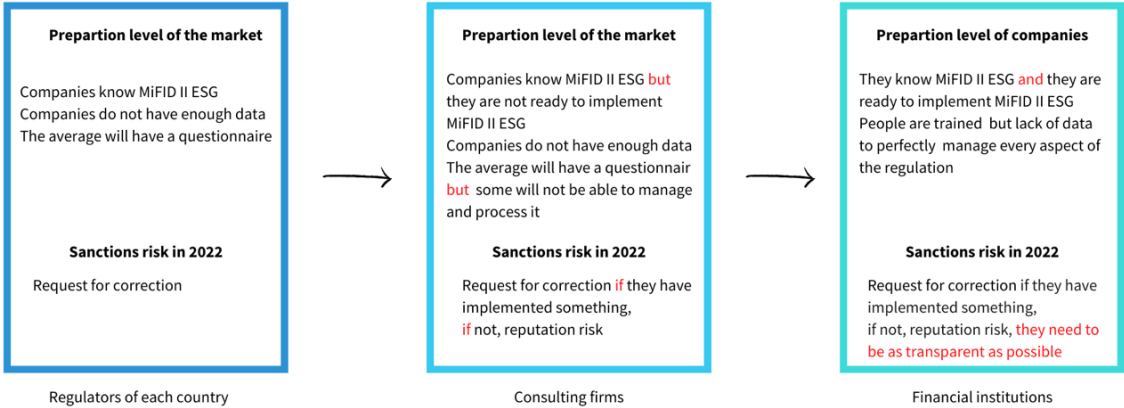 Prepartion level of the market
Companies know MiFID II ESG
Companies do not have enough data
The average will have a questionnaire
Sanctions risk in 2022
Request for correction
Regulators of each country
Prepartion level of the market
Companies know MiFID II ESG but
they are not ready to implement
MiFID II ESG
Companies do not have enough data
The average will have a questionnair
but some will not be able to manage
and process it
Sanctions risk in 2022
Request for correction if they have
implemented something,
if not, reputation risk
Consulting firms
Prepartion level of companies
They know MiFID II ESG and they are
ready to implement MiFID II ESG
People are trained but lack of data
to perfectly manage every aspect of
the regulation
Sanctions risk in 2022
Request for correction if they have
implemented something,
if not, reputation risk, they need to
be as transparent as possible
Financial institutions